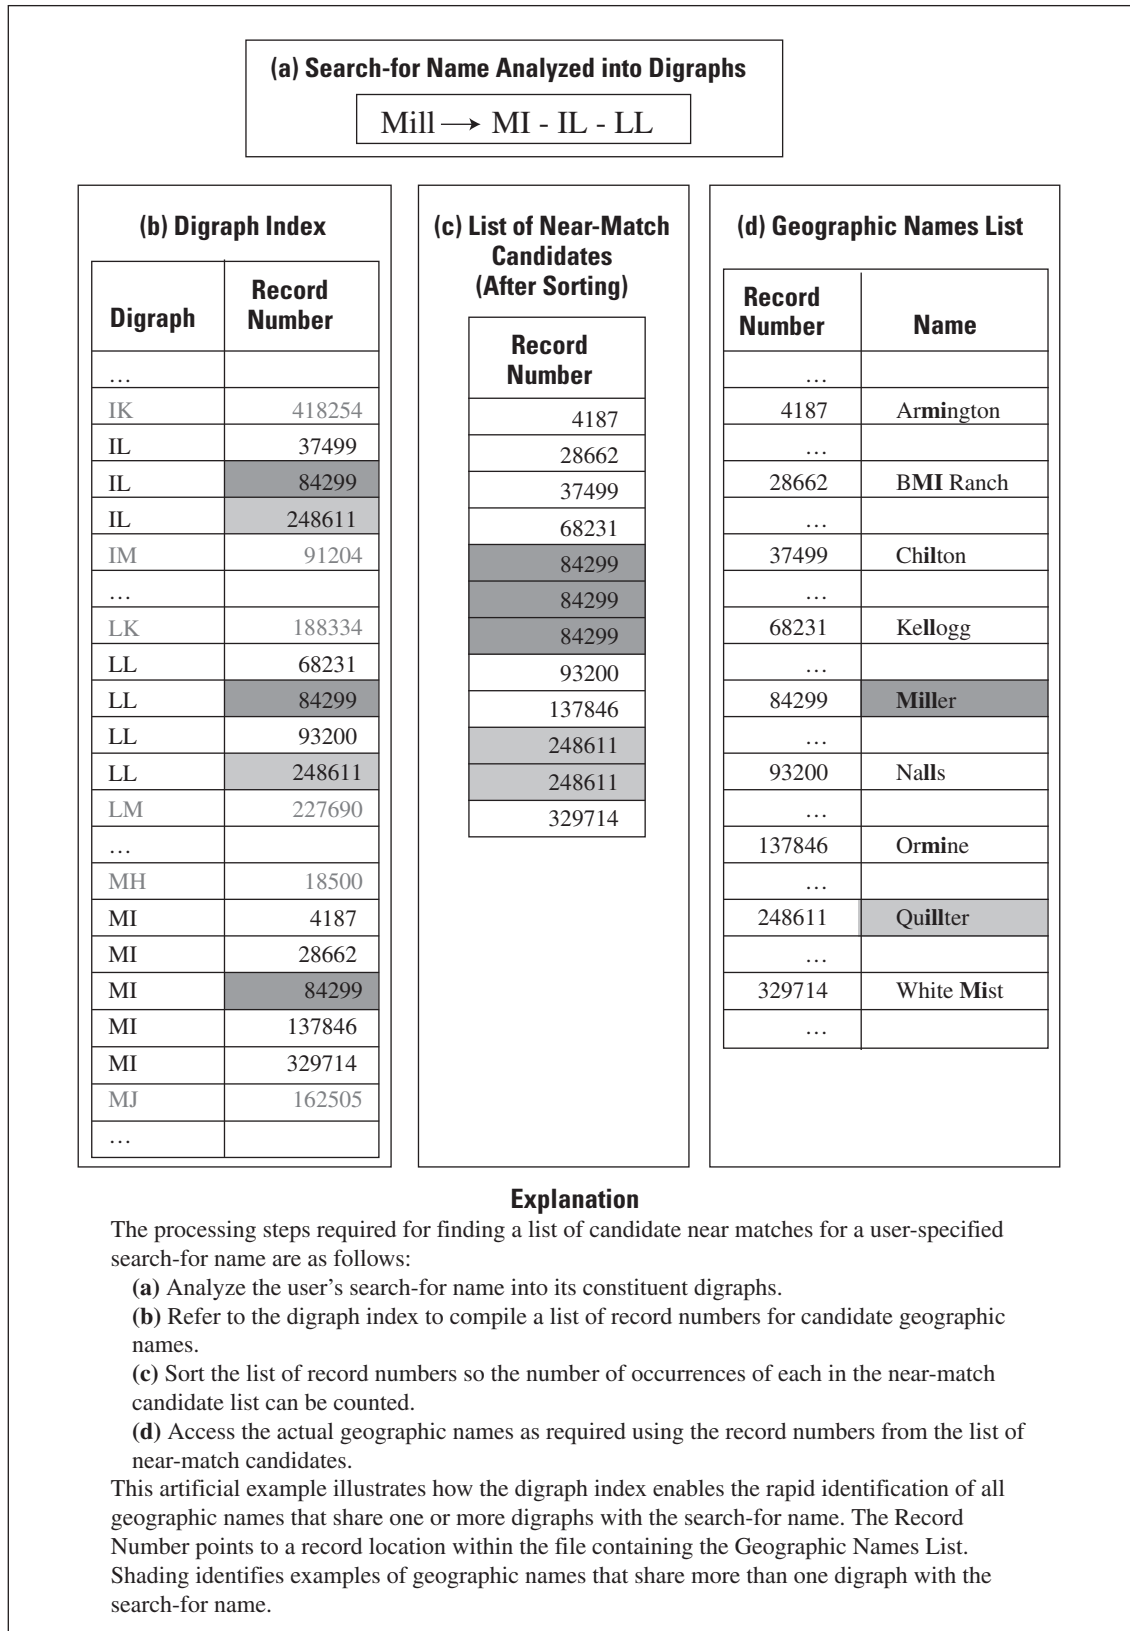 (a) Search-for Name Analyzed into Digraphs
Mill → MI - IL - LL
(b) Digraph Index
Digraph Record Number
…
IK 418254
IL 37499
IL 84299
IL 248611
IM 91204
…
LK 188334
LL 68231
LL 84299
LL 93200
LL 248611
LM 227690
…
MH 18500
MI 4187
MI 28662
MI 84299
MI 137846
MI 329714
MJ 162505
…
(c) List of Near-Match
Candidates
(After Sorting)
Record
Number
4187
28662
37499
68231
84299
84299
84299
93200
137846
248611
248611
329714
(d) Geographic Names List
Record Number Name
…
4187 Armington
…
28662 BMI Ranch
…
37499 Chilton
…
68231 Kellogg
…
84299 Miller
…
93200 Nalls
…
137846 Ormine
…
248611 Quillter
…
329714 White Mist
…
Explanation
The processing steps required for finding a list of candidate near matches for a user-specified
search-for name are as follows:
(a) Analyze the user's search-for name into its constituent digraphs.
(b) Refer to the digraph index to compile a list of record numbers for candidate geographic
names.
(c) Sort the list of record numbers so the number of occurrences of each in the near-match
candidate list can be counted.
(d) Access the actual geographic names as required using the record numbers from the list of
near-match candidates.
This artificial example illustrates how the digraph index enables the rapid identification of all
geographic names that share one or more digraphs with the search-for name. The Record
Number points to a record location within the file containing the Geographic Names List.
Shading identifies examples of geographic names that share more than one digraph with the
search-for name.